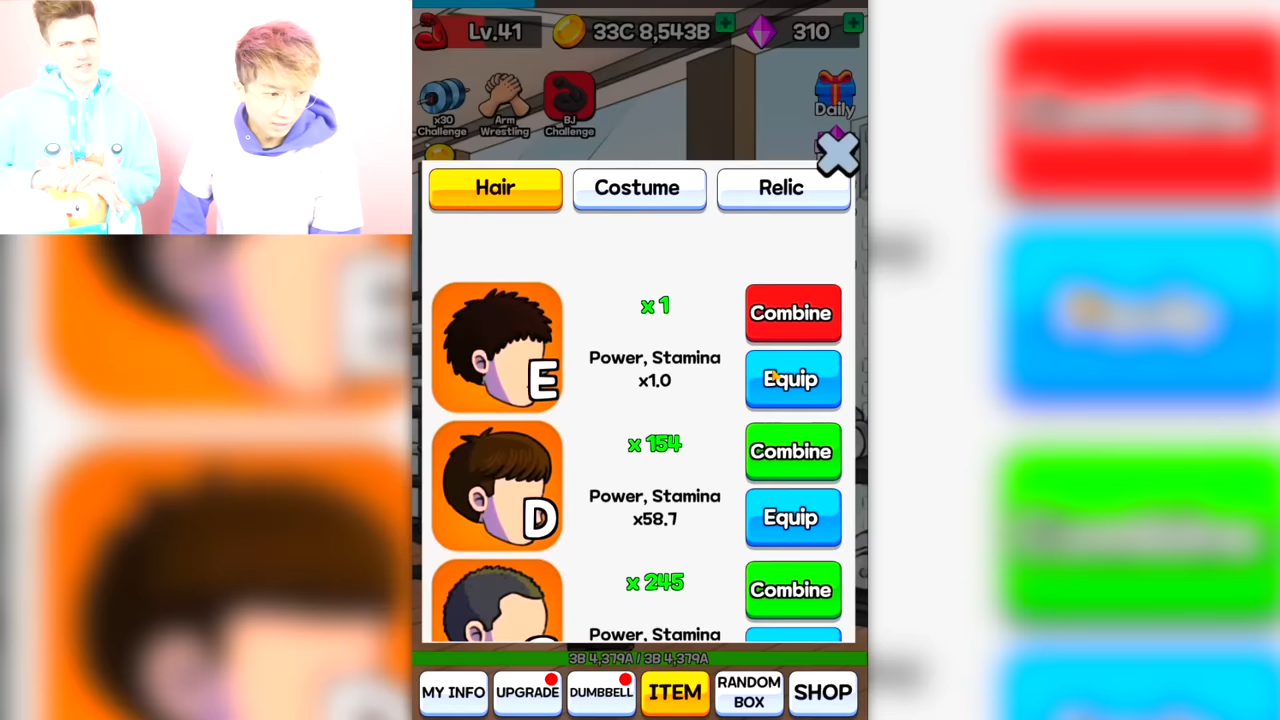 Lv.41
33C 8,543B
310
x30
Challenge
Arm
Wrestling
BJ
Challenge
Daily
Hair
Costume
Relic
x 1
Power, Stamina
x1.0
Combine
Equip
E
x 154
Power, Stamina
x58.7
Combine
Equip
D
x 245
Power, Stamina
Combine
3B 4,379A / 3B 4,379A
MY INFO
UPGRADE
DUMBBELL
ITEM
RANDOM
BOX
SHOP